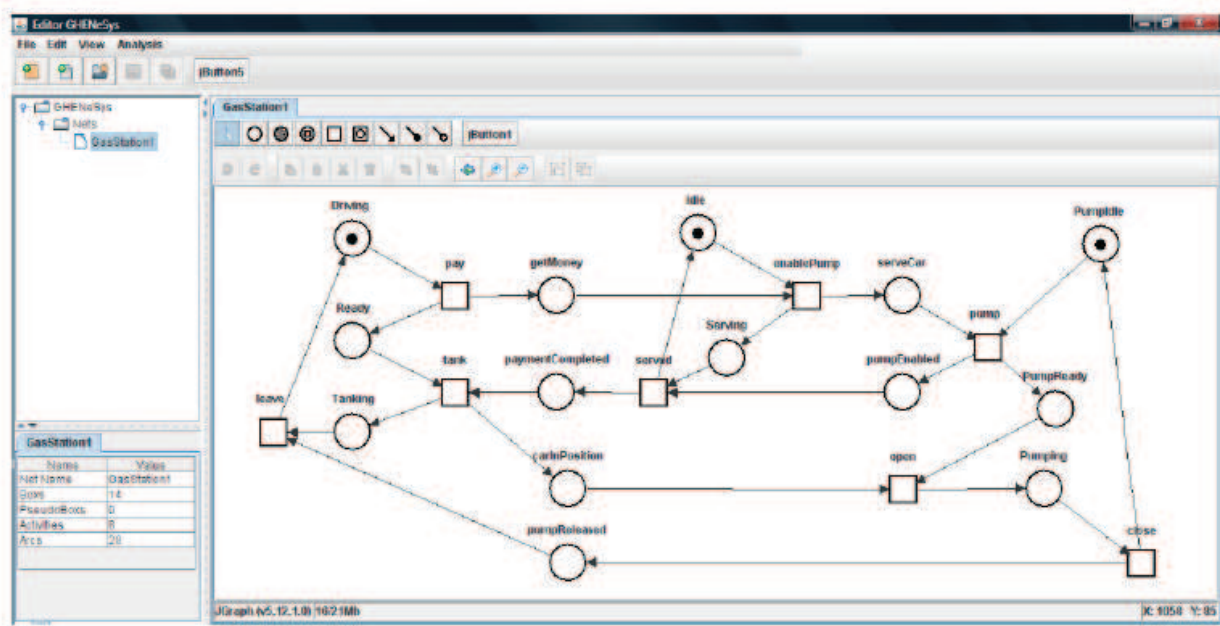 Editor GHENeSys
File Edit View Analysis
jButton5
GHENeSys
Nets
GasStation1
GasStation1
jButton1
Driving
Idle
PumpIdle
pay
getMoney
enablePump
serveCar
Ready
Serving
pump
tank
paymentCompleted
served
pumpEnabled
PumpReady
leave
Tanking
carInPosition
open
Pumping
pumpReleased
close
GasStation1
Name Value
Net Name GasStation1
Boxs 14
PseudoBoxs 0
Activities 8
Arcs 28
JGraph (v5.12.1.0) 16/21Mb
X: 1058 Y: 85